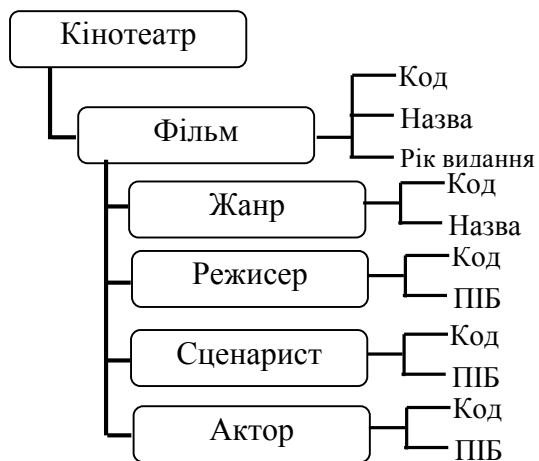 Кінотеатр
Фільм
Код
Назва
Рік видання
Жанр
Код
Назва
Режисер
Код
ПІБ
Сценарист
Код
ПІБ
Актор
Код
ПІБ